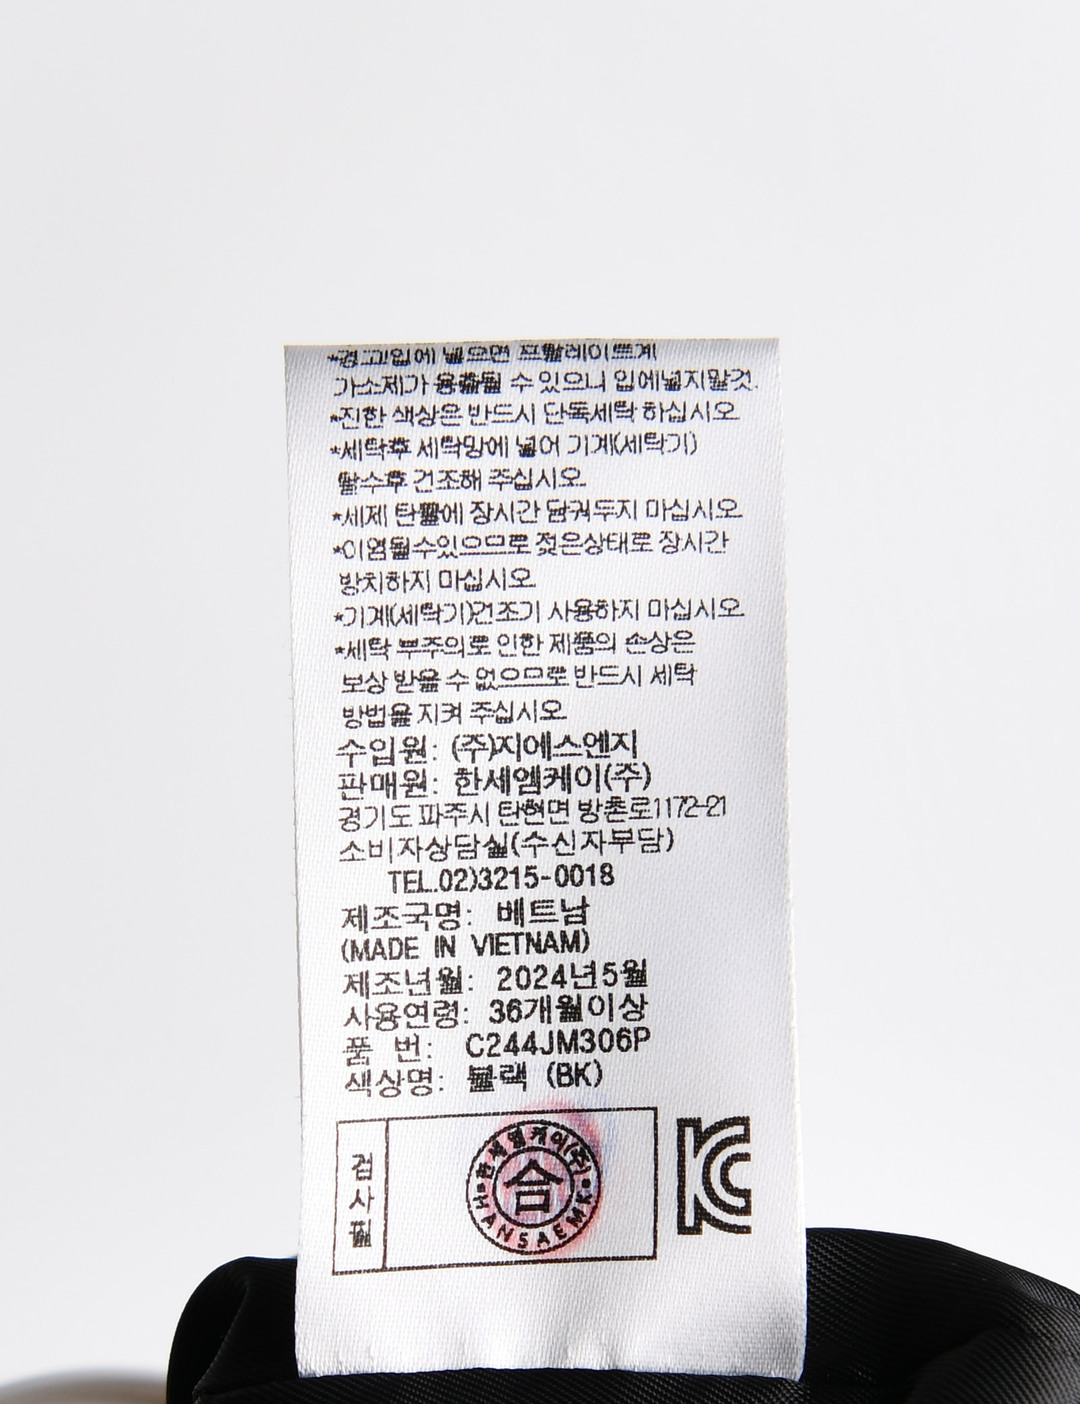 *경고!입에 넣으면 프탈레이트계
가소제가 용출될 수 있으니 입에넣지말것.
*진한 색상은 반드시 단독세탁 하십시오
*세탁후 세탁망에 넣어 기계(세탁기)
탈수후 건조해 주십시오.
*세제 탄물에 장시간 담궈두지 마십시오
*이염될수있으므로 젖은상태로 장시간
방치하지 마십시오
*기계(세탁기)건조기 사용하지 마십시오
*세탁 부주의로 인한 제품의 손상은
보상 받을 수 없으므로 반드시 세탁
방법을 지켜 주십시오
수입원: (주)지에스엔지
판매원: 한세엠케이(주)
경기도 파주시 탄현면 방촌로1172-21
소비자상담실(수신자부담)
TEL.02)3215-0018
제조국명: 베트남
(MADE IN VIETNAM)
제조년월: 2024년5월
사용연령: 36개월이상
품 번: C244JM306P
색상명: 블랙 (BK)
검사필
한세엠케이(주)
合
HANSAEMK
KC